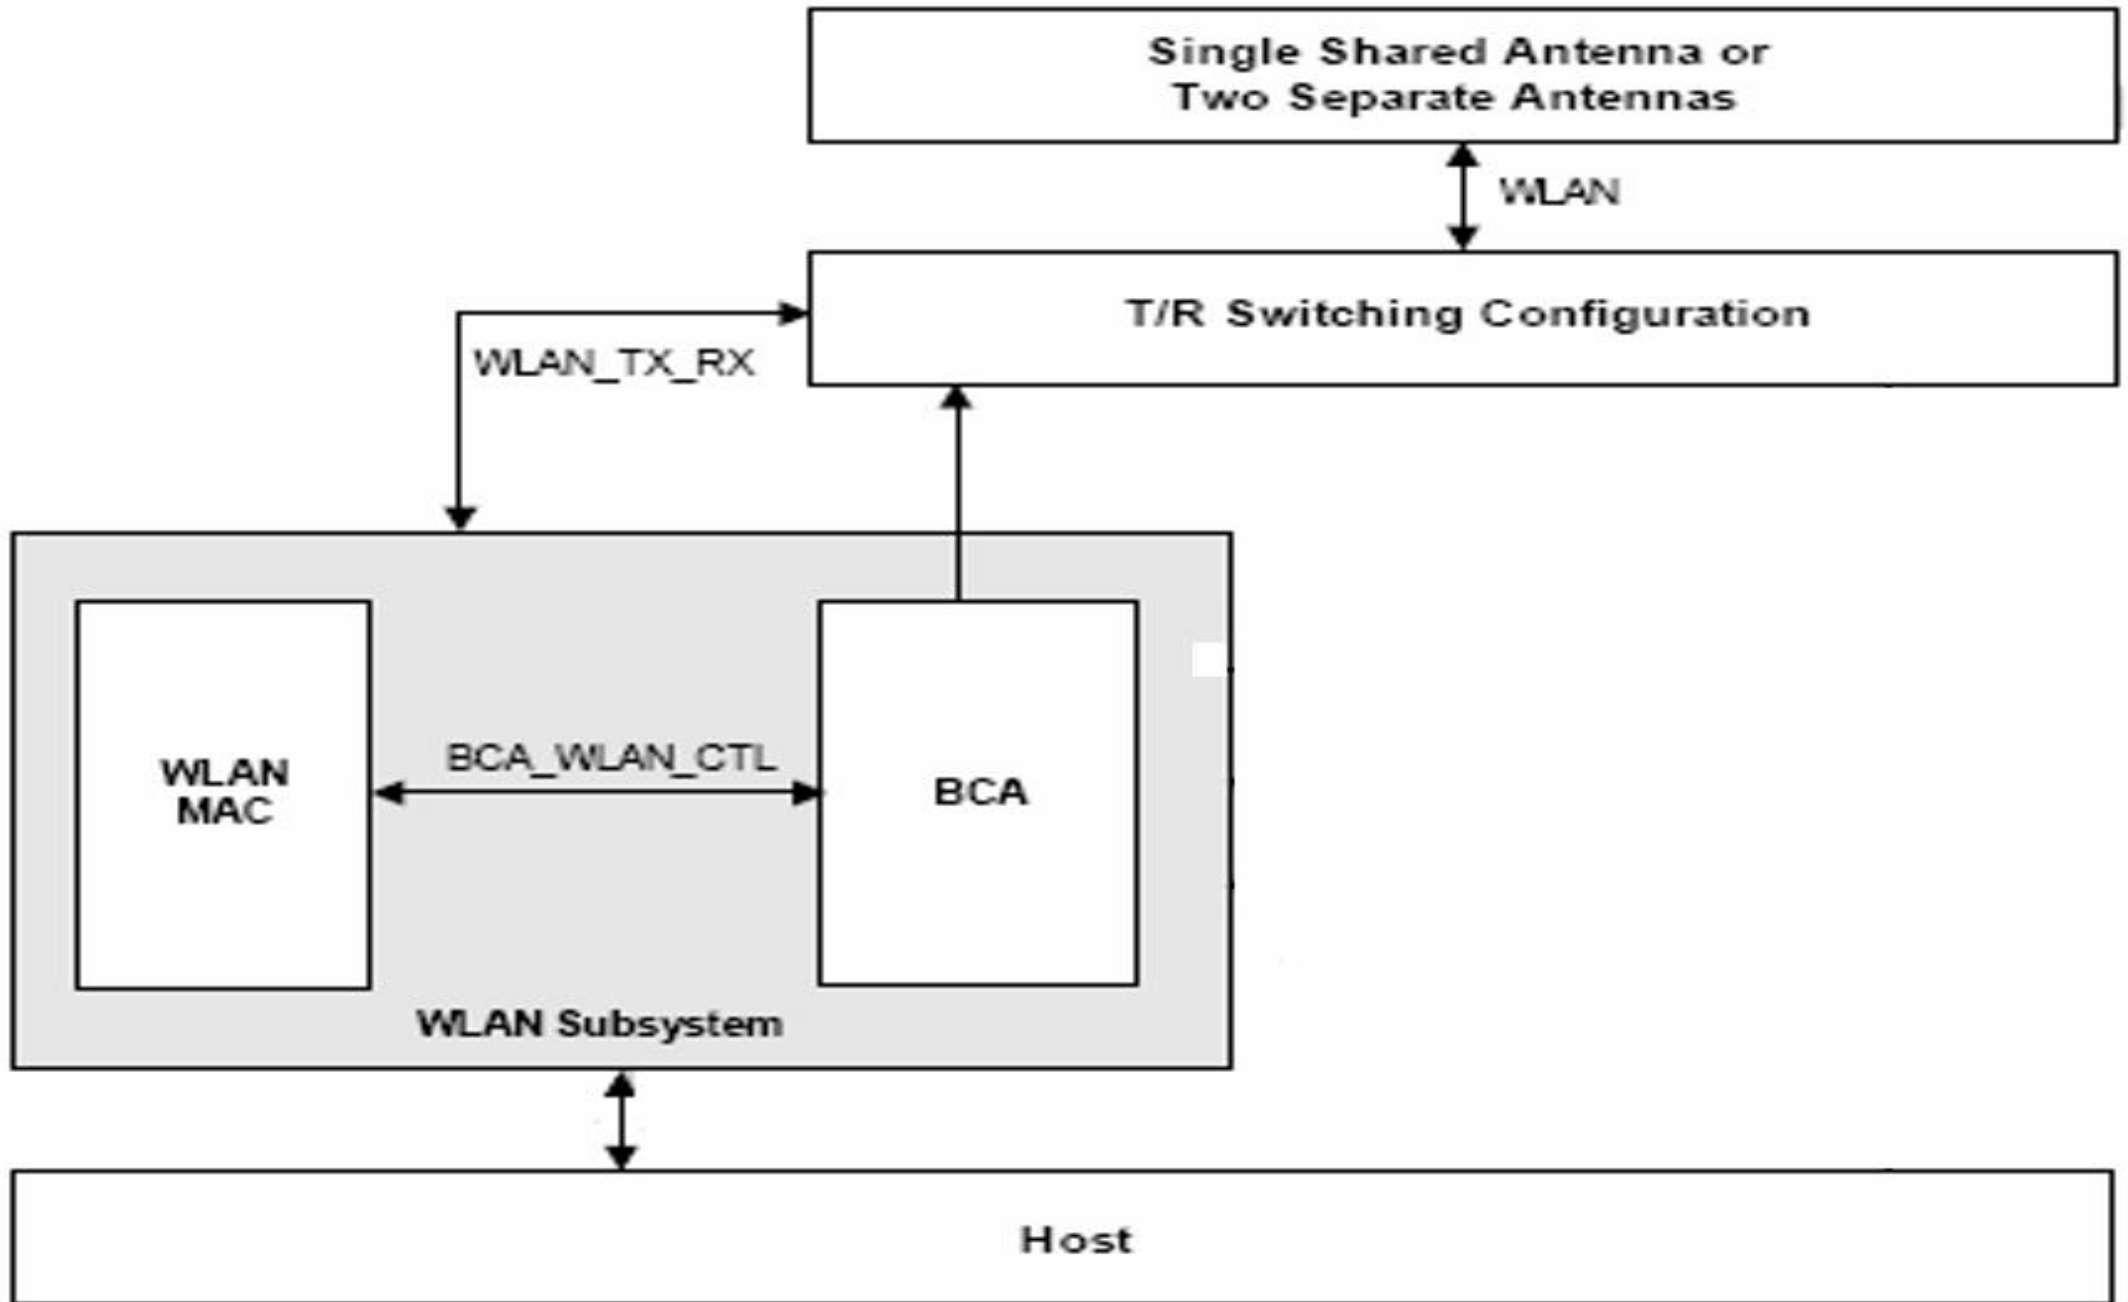 Single Shared Antenna or
Two Separate Antennas
WLAN
T/R Switching Configuration
WLAN_TX_RX
BCA_WLAN_CTL
WLAN
MAC
BCA
WLAN Subsystem
Host